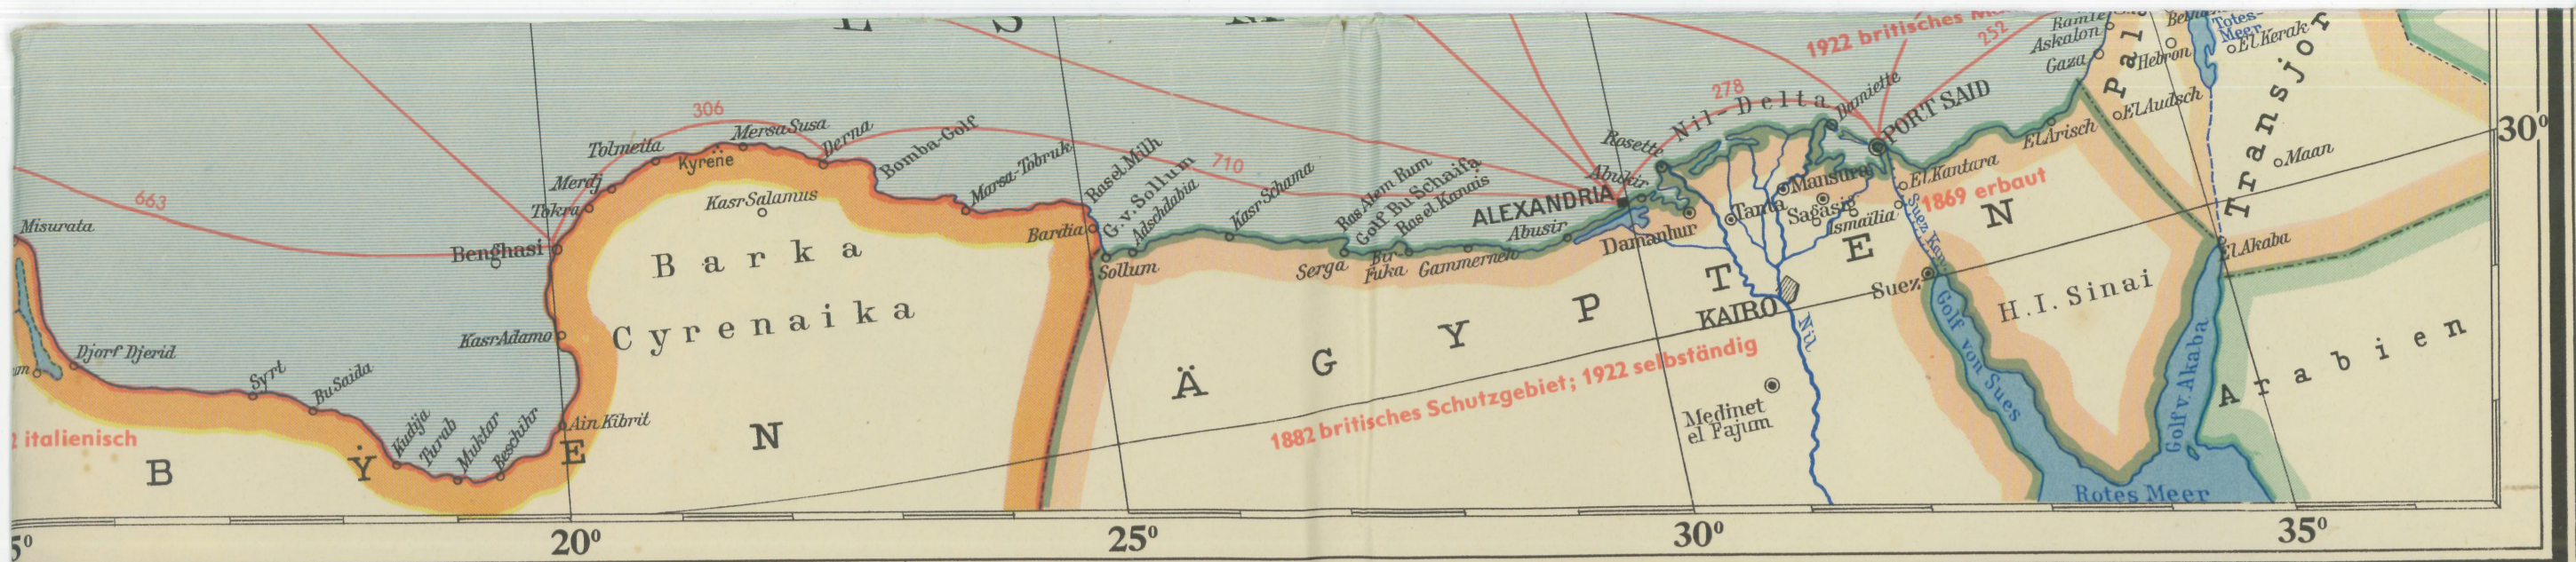 1922 britisches
252
Ramle
Askalon
Gaza
Hebron
Totes-
Meer
El Kerak
Pal
Transjor
306
278
663
710
Tolmeita
Mersa Susa
Kyrene
Derna
Bomba-Golf
Merdj
Tokra
Benghasi
Kasr Salamus
Marsa-Tobruk
Ras el Milh
G. v. Sollum
Adschdabia
Kasr Schama
Ras Alem Rum
Golf Bu Schaifa
Ras el Kanais
ALEXANDRIA
Abukir
Rosette
Nil-Delta
Damiette
PORT SAID
El Arisch
El Audsch
Maan
30°
Misurata
Barka
Cyrenaika
Bardia
Sollum
Serga
Bir-
Fuka
Gammerneh
Abusir
Damanhur
Tanta
Mansura
Sagasig
Ismaïlia
El Kantara
1869 erbaut
Suez Kan.
El Akaba
Djorf Djerid
Syrt
Bu Saida
Kudija
Turab
Muktar
Beschihr
Kasr Adamo
Ain Kibrit
ÄGYPTEN
KAIRO
Nil
Suez
H. I. Sinai
Golf von Sues
Golf v. Akaba
Arabien
italienisch
BYEN
1882 britisches Schutzgebiet; 1922 selbständig
Medinet
el Fajum
Rotes Meer
5°
20°
25°
30°
35°